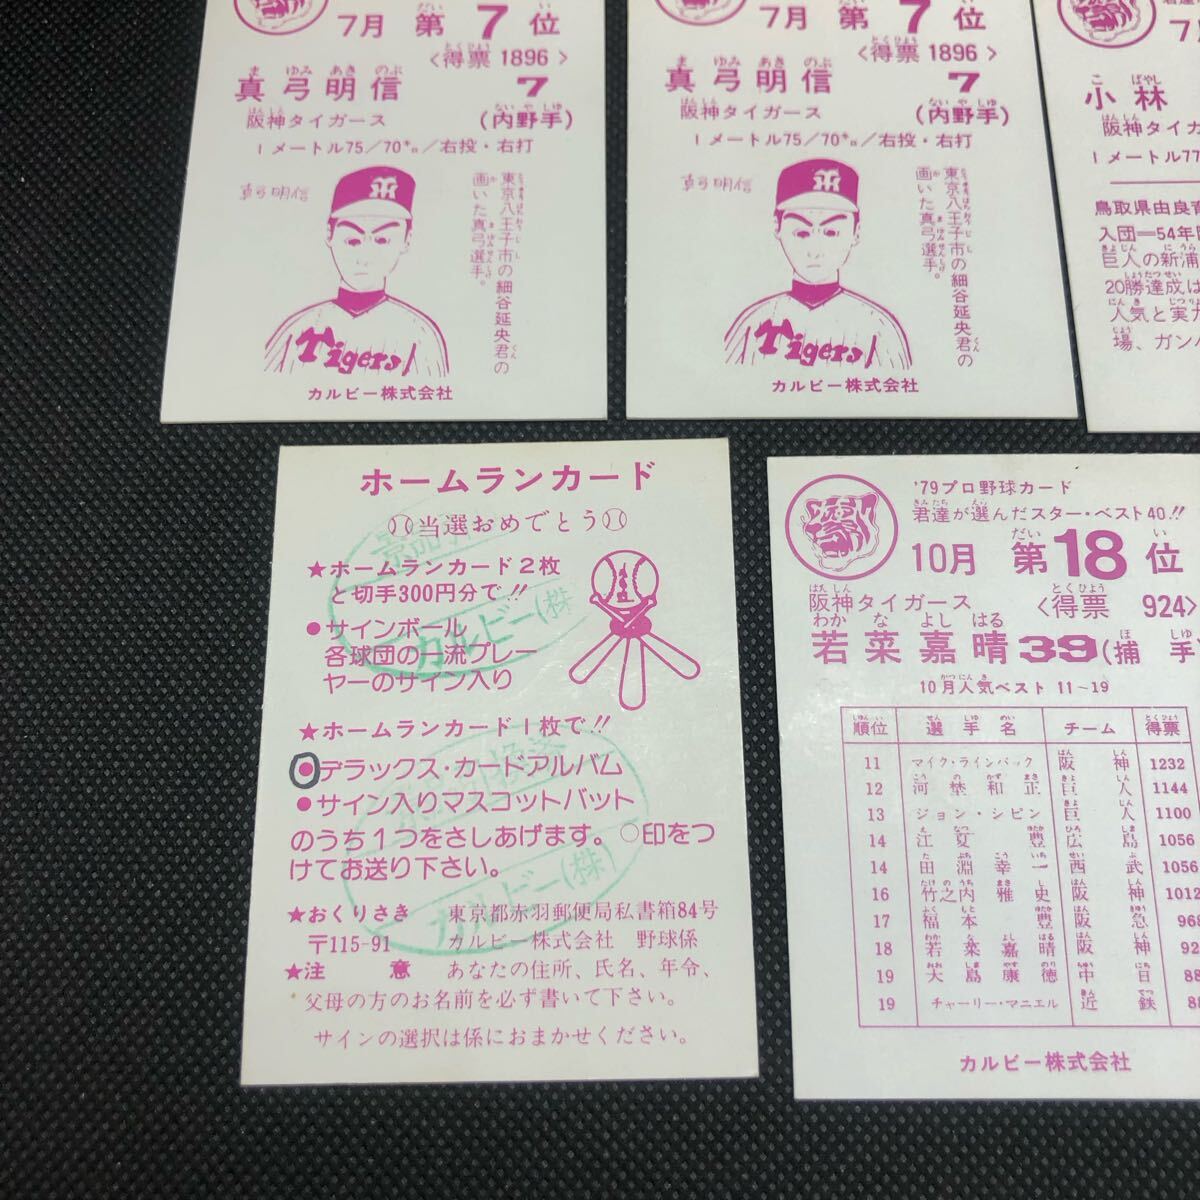 7月 第7位
<得票 1896>
真弓明信 7
阪神タイガース (内野手)
1メートル75/70キロ/右投・右打
真弓明信
東京八王子市の細谷延央君の
画いた真弓選手。
Tigers
カルビー株式会社
7月 第7位
<得票 1896>
真弓明信 7
阪神タイガース (内野手)
1メートル75/70キロ/右投・右打
真弓明信
東京八王子市の細谷延央君の
画いた真弓選手。
Tigers
カルビー株式会社
小林
阪神タイガ
1メートル77
鳥取県由良育
入団=54年
巨人の新浦
20勝達成は
人気と実力
場、ガンバ
ホームランカード
当選おめでとう
★ホームランカード2枚
と切手300円分で!!
●サインボール
各球団の一流プレー
ヤーのサイン入り
★ホームランカード1枚で!!
●デラックス・カードアルバム
●サイン入りマスコットバット
のうち1つをさしあげます。○印をつ
けてお送り下さい。
★おくりさき 東京都赤羽郵便局私書箱84号
〒115-91 カルビー株式会社 野球係
★注意 あなたの住所、氏名、年令、
父母の方のお名前を必ず書いて下さい。
サインの選択は係におまかせください。
カルビー(株)
カルビー(株)
'79プロ野球カード
君達が選んだスター・ベスト40.!!
10月 第18位
阪神タイガース <得票 924>
若菜嘉晴 39 (捕手
10月人気ベスト 11~19
順位 選手名 チーム 得票
11 マイク・ラインバック 阪神 1232
12 河埜和正 巨人 1144
13 ジョン・シピン 巨人 1100
14 江夏豊 広島 1056
14 田淵幸一 西武 1056
16 竹之内雅史 阪神 1012
17 福本豊 阪急 968
18 若菜嘉晴 阪神 92
19 大島康徳 中日 88
19 チャーリー・マニエル 近鉄 88
カルビー株式会社